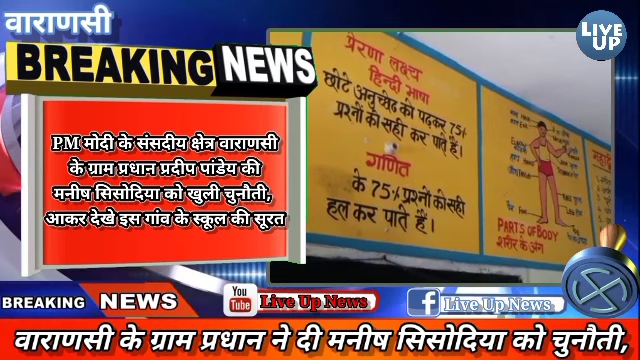 वाराणसी
LIVE
UP
BREAKING NEWS
PM मोदी के संसदीय क्षेत्र वाराणसी
के ग्राम प्रधान प्रदीप पांडेय की
मनीष सिसोदिया को खुली चुनौती,
आकर देखे इस गांव के स्कूल की सूरत
प्रेरणा लक्ष्य
हिन्दी भाषा
छोटे अनुच्छेद को पढ़कर 75%
प्रश्नों को सही कर पाते हैं।
गणित
के 75% प्रश्नों को सही
हल कर पाते हैं।
PARTS OF BODY
शरीर के अंग
BREAKING NEWS
You Tube Live Up News
f Live Up News
वाराणसी के ग्राम प्रधान ने दी मनीष सिसोदिया को चुनौती,